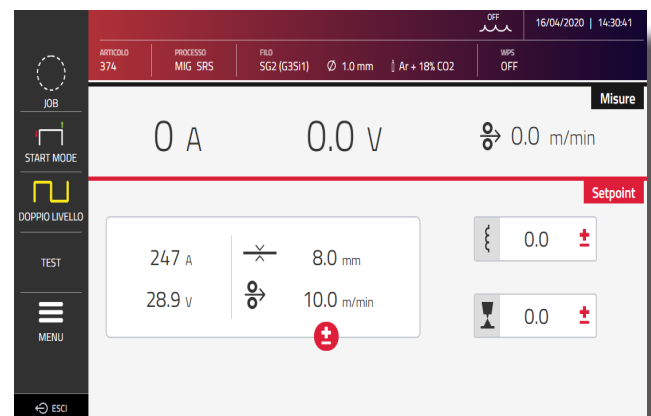 OFF
16/04/2020 | 14:30:41
ARTICOLO
374
PROCESSO
MIG SRS
FILO
SG2 (G3Si1) Ø 1.0 mm Ar + 18% CO2
WPS
OFF
JOB
START MODE
DOPPIO LIVELLO
TEST
MENU
ESCI
Misure
0 A 0.0 V 0.0 m/min
Setpoint
247 A 8.0 mm
28.9 V 10.0 m/min
±
0.0 ±
0.0 ±